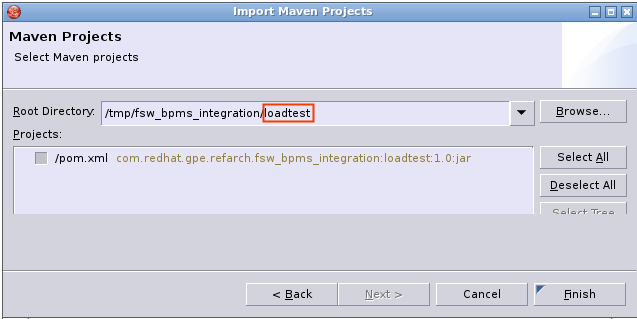 Import Maven Projects
Maven Projects
Select Maven projects
Root Directory: /tmp/fsw_bpms_integration/loadtest Browse...
Projects:
/pom.xml com.redhat.gpe.refarch.fsw_bpms_integration:loadtest:1.0:jar
Select All
Deselect All
Select Tree
< Back Next > Cancel Finish